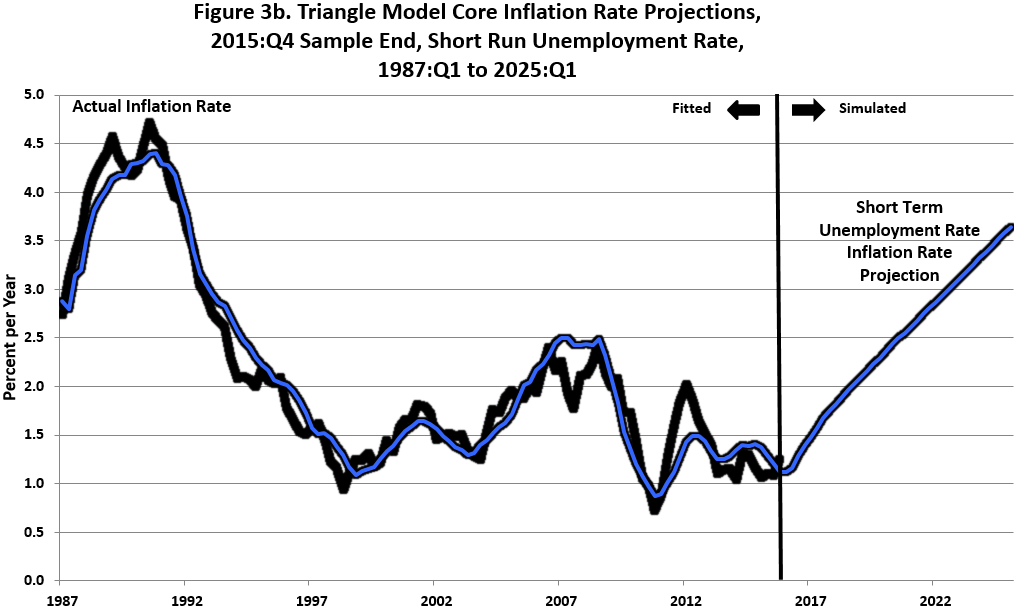 Figure 3b. Triangle Model Core Inflation Rate Projections,
2015:Q4 Sample End, Short Run Unemployment Rate,
1987:Q1 to 2025:Q1
5.0
4.5
4.0
3.5
3.0
2.5
2.0
1.5
1.0
0.5
0.0
Percent per Year
Actual Inflation Rate
Fitted
Simulated
Short Term
Unemployment Rate
Inflation Rate
Projection
1987
1992
1997
2002
2007
2012
2017
2022